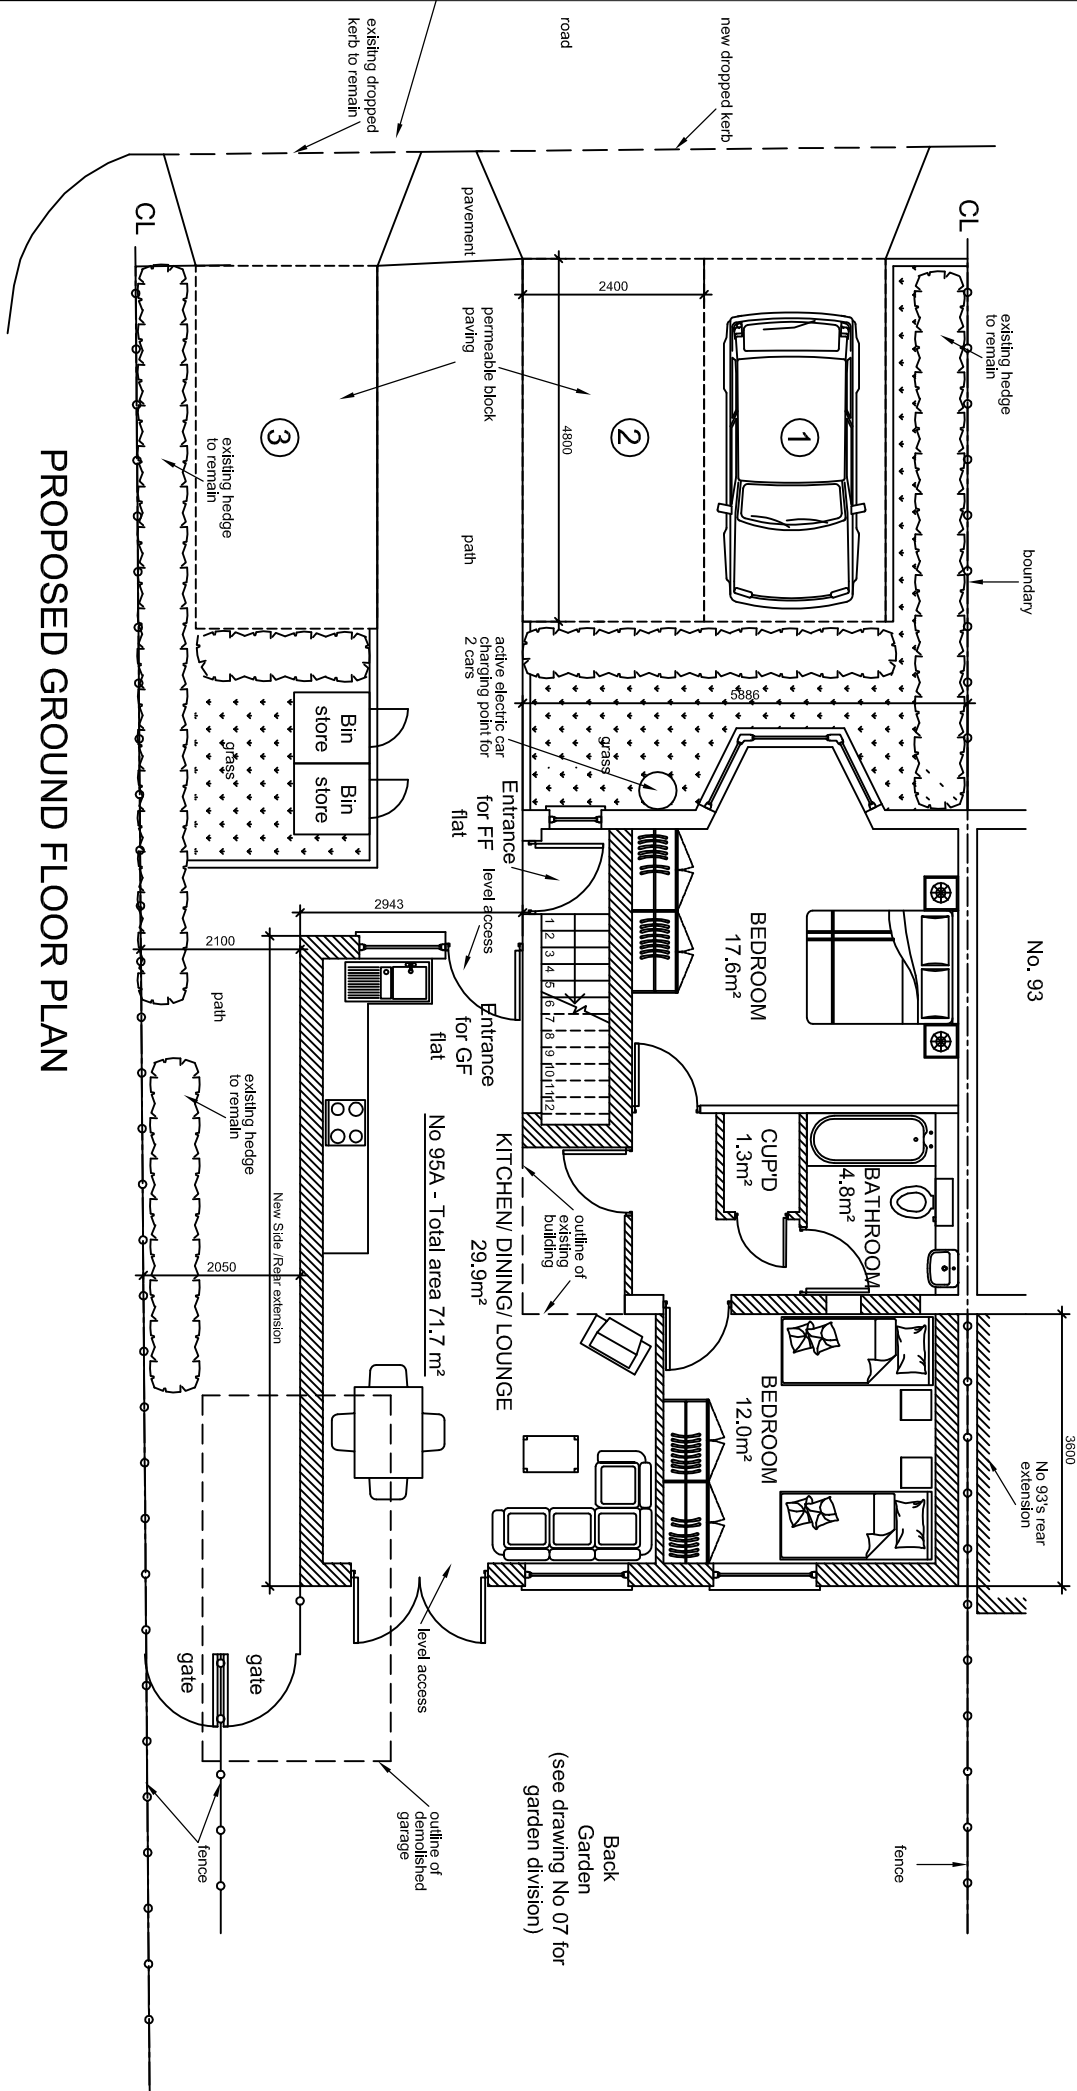 exisitng dropped
kerb to remain
road
new dropped kerb
CL
pavement
CL
2400
4800
permeable block
paving
existing hedge
to remain
1
2
3
existing hedge
to remain
path
boundary
active electric car
charging point for
2 cars
5886
grass
grass
Bin
store
Bin
store
Entrance
for FF
flat
level access
2943
2100
path
No. 93
BEDROOM
17.6m²
1
2
3
4
5
6
7
8
9
10
11
12
Entrance
for GF
flat
existing hedge
to remain
CUP'D
1.3m²
BATHROOM
4.8m²
No 95A - Total area 71.7 m²
KITCHEN/ DINING/ LOUNGE
29.9m²
outline of
existing
building
New Side /Rear extension
2050
BEDROOM
12.0m²
3600
No 93's rear
extension
level access
gate
gate
outline of
demolished
garage
fence
fence
Back
Garden
(see drawing No 07 for
garden division)
PROPOSED GROUND FLOOR PLAN